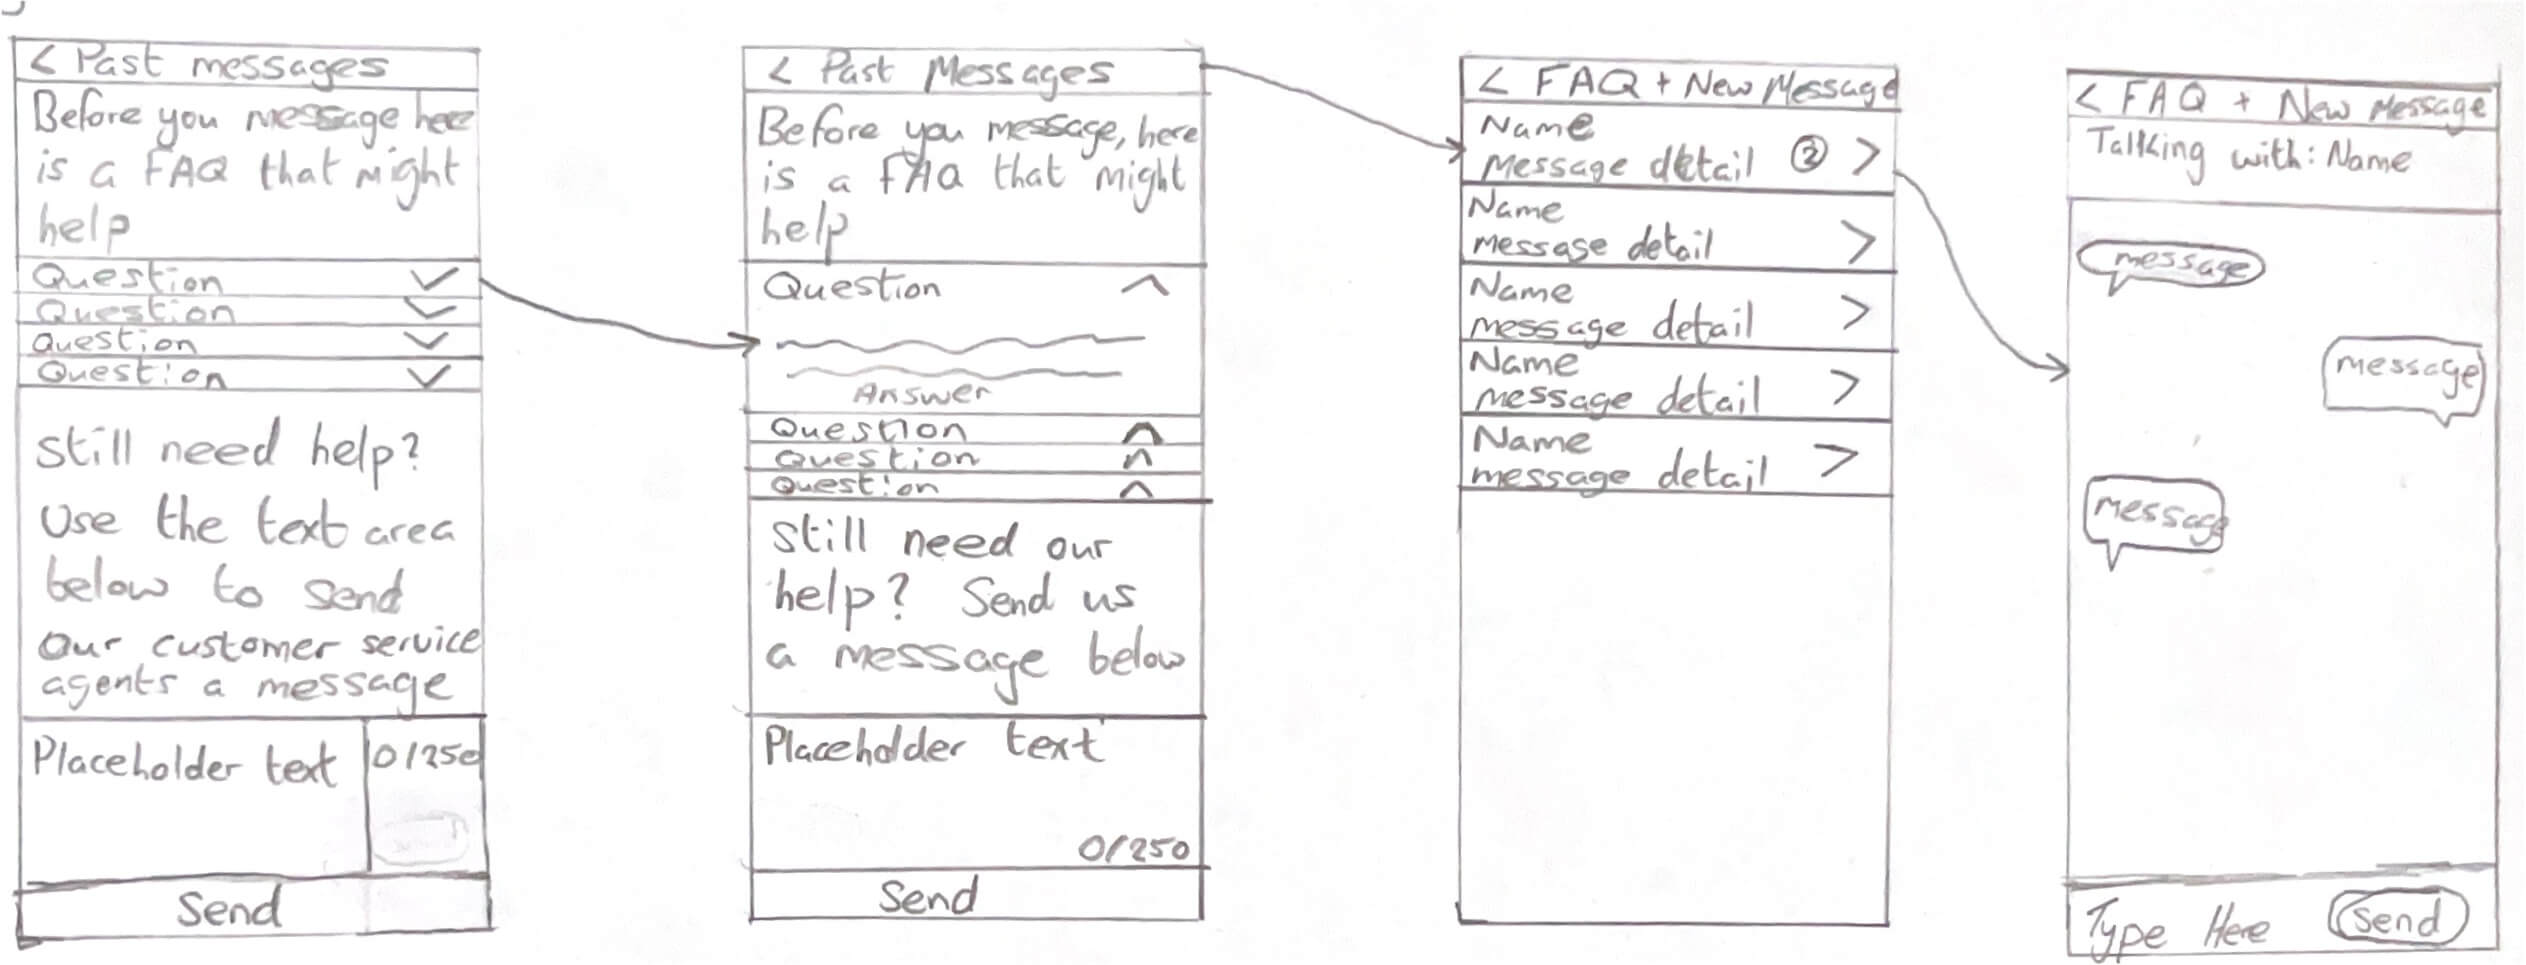 < Past messages
Before you message here
is a FAQ that might
help
Question
Question
Question
Question
Still need help?
Use the text area
below to send
our customer service
agents a message
Placeholder text 0/250
Send
< Past Messages
Before you message, here
is a FAQ that might
help
Question
Answer
Question
Question
Question
Still need our
help? Send us
a message below
Placeholder text
0/250
Send
< FAQ + New Message
Name
Message detail 2 >
Name
message detail >
Name
message detail >
Name
message detail >
Name
message detail >
< FAQ + New Message
Talking with: Name
message
message
message
Type Here Send